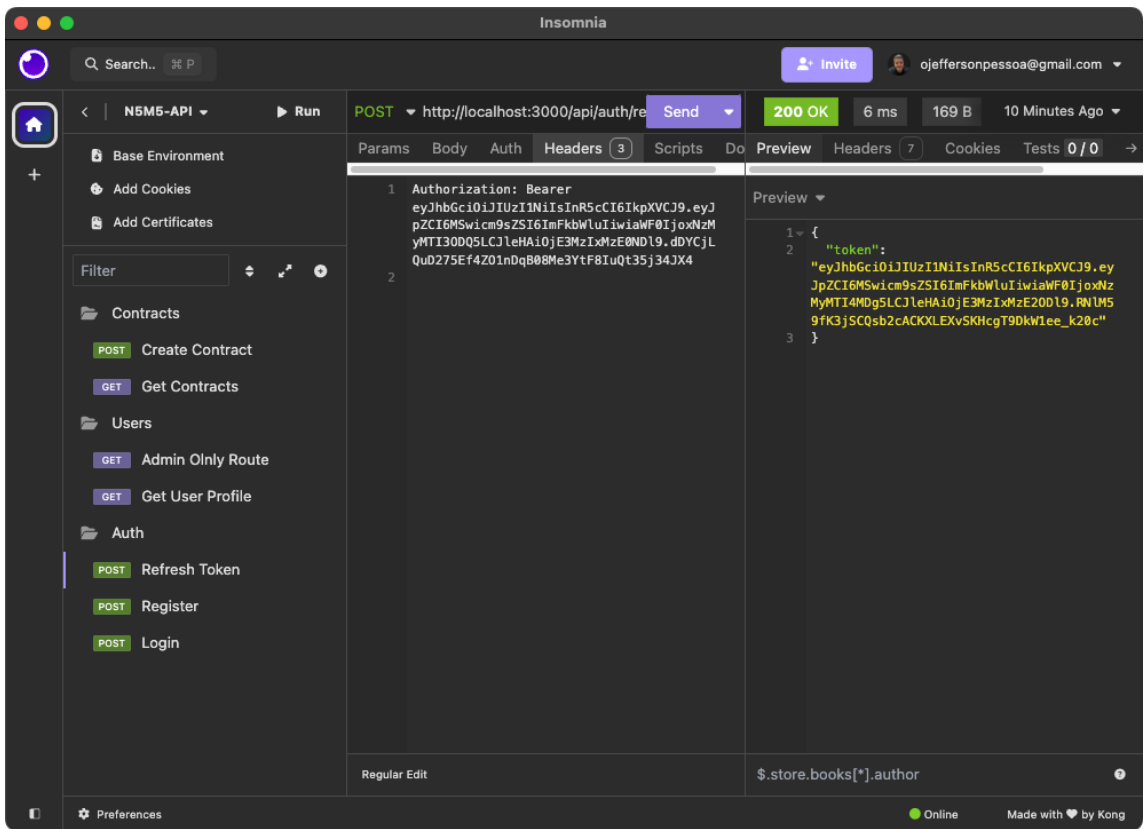 Insomnia
Search.. ⌘ P
Invite
ojeffersonpessoa@gmail.com
N5M5-API
Run
POST http://localhost:3000/api/auth/re Send
200 OK 6 ms 169 B 10 Minutes Ago
Base Environment
Add Cookies
Add Certificates
Filter
Contracts
POST Create Contract
GET Get Contracts
Users
GET Admin Olnly Route
GET Get User Profile
Auth
POST Refresh Token
POST Register
POST Login
Params Body Auth Headers 3 Scripts Do
1 Authorization: Bearer
eyJhbGciOiJIUzI1NiIsInR5cCI6IkpXVCJ9.eyJ
pZCI6MSwicm9sZSI6ImFkbWluIiwiaWF0IjoxNzM
yMTI3ODQ5LCJleHAiOjE3MzIxMzE0NDl9.dDYCjL
QuD275Ef4ZO1nDqB08Me3YtF8IuQt35j34JX4
2
Regular Edit
Preview Headers 7 Cookies Tests 0 / 0
Preview
1 {
2 "token":
"eyJhbGciOiJIUzI1NiIsInR5cCI6IkpXVCJ9.ey
JpZCI6MSwicm9sZSI6ImFkbWluIiwiaWF0IjoxNz
MyMTI4MDg5LCJleHAiOjE3MzIxMzE2ODl9.RNlM5
9fK3jSCQsb2cACKXLEXvSKHcgT9DkW1ee_k20c"
3 }
$.store.books[*].author
Preferences
Online
Made with ♥ by Kong